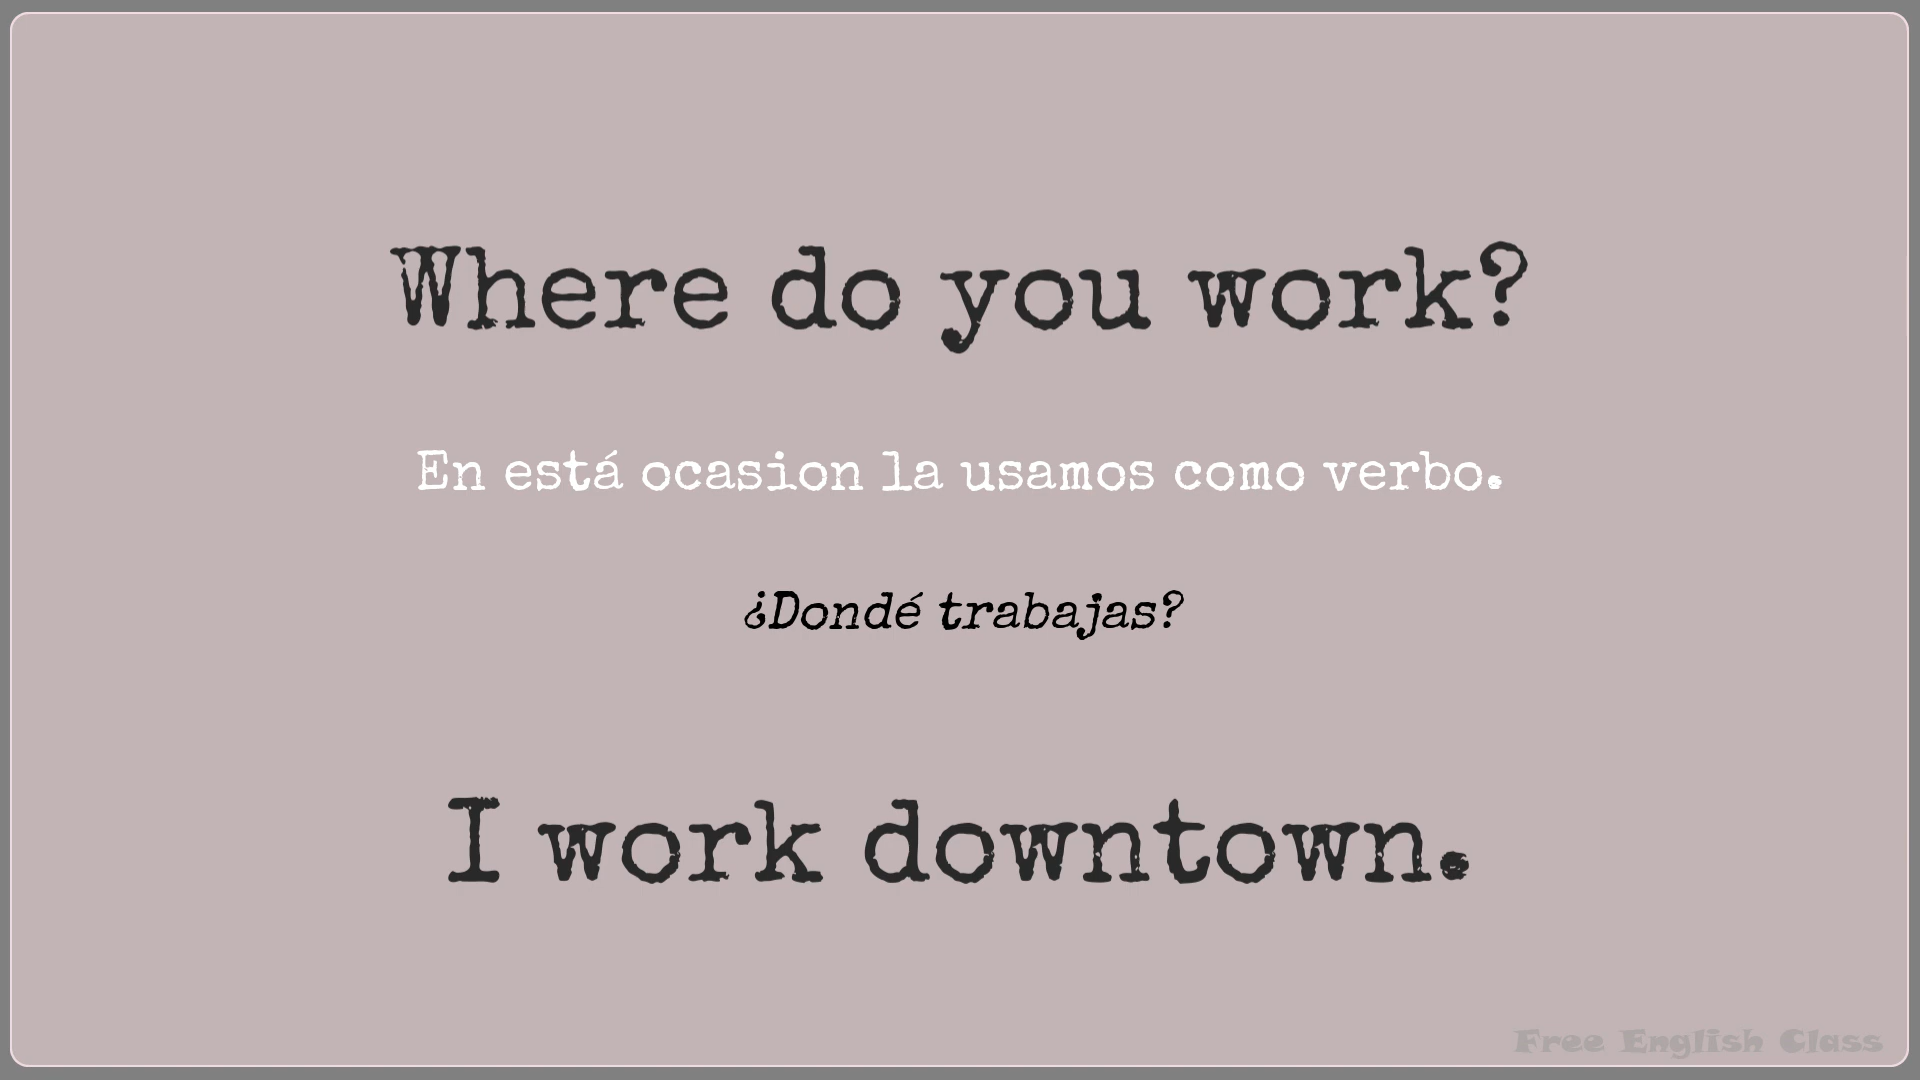 Where do you work?
En está ocasion la usamos como verbo.
¿Dondé trabajas?
I work downtown.
Free English Class